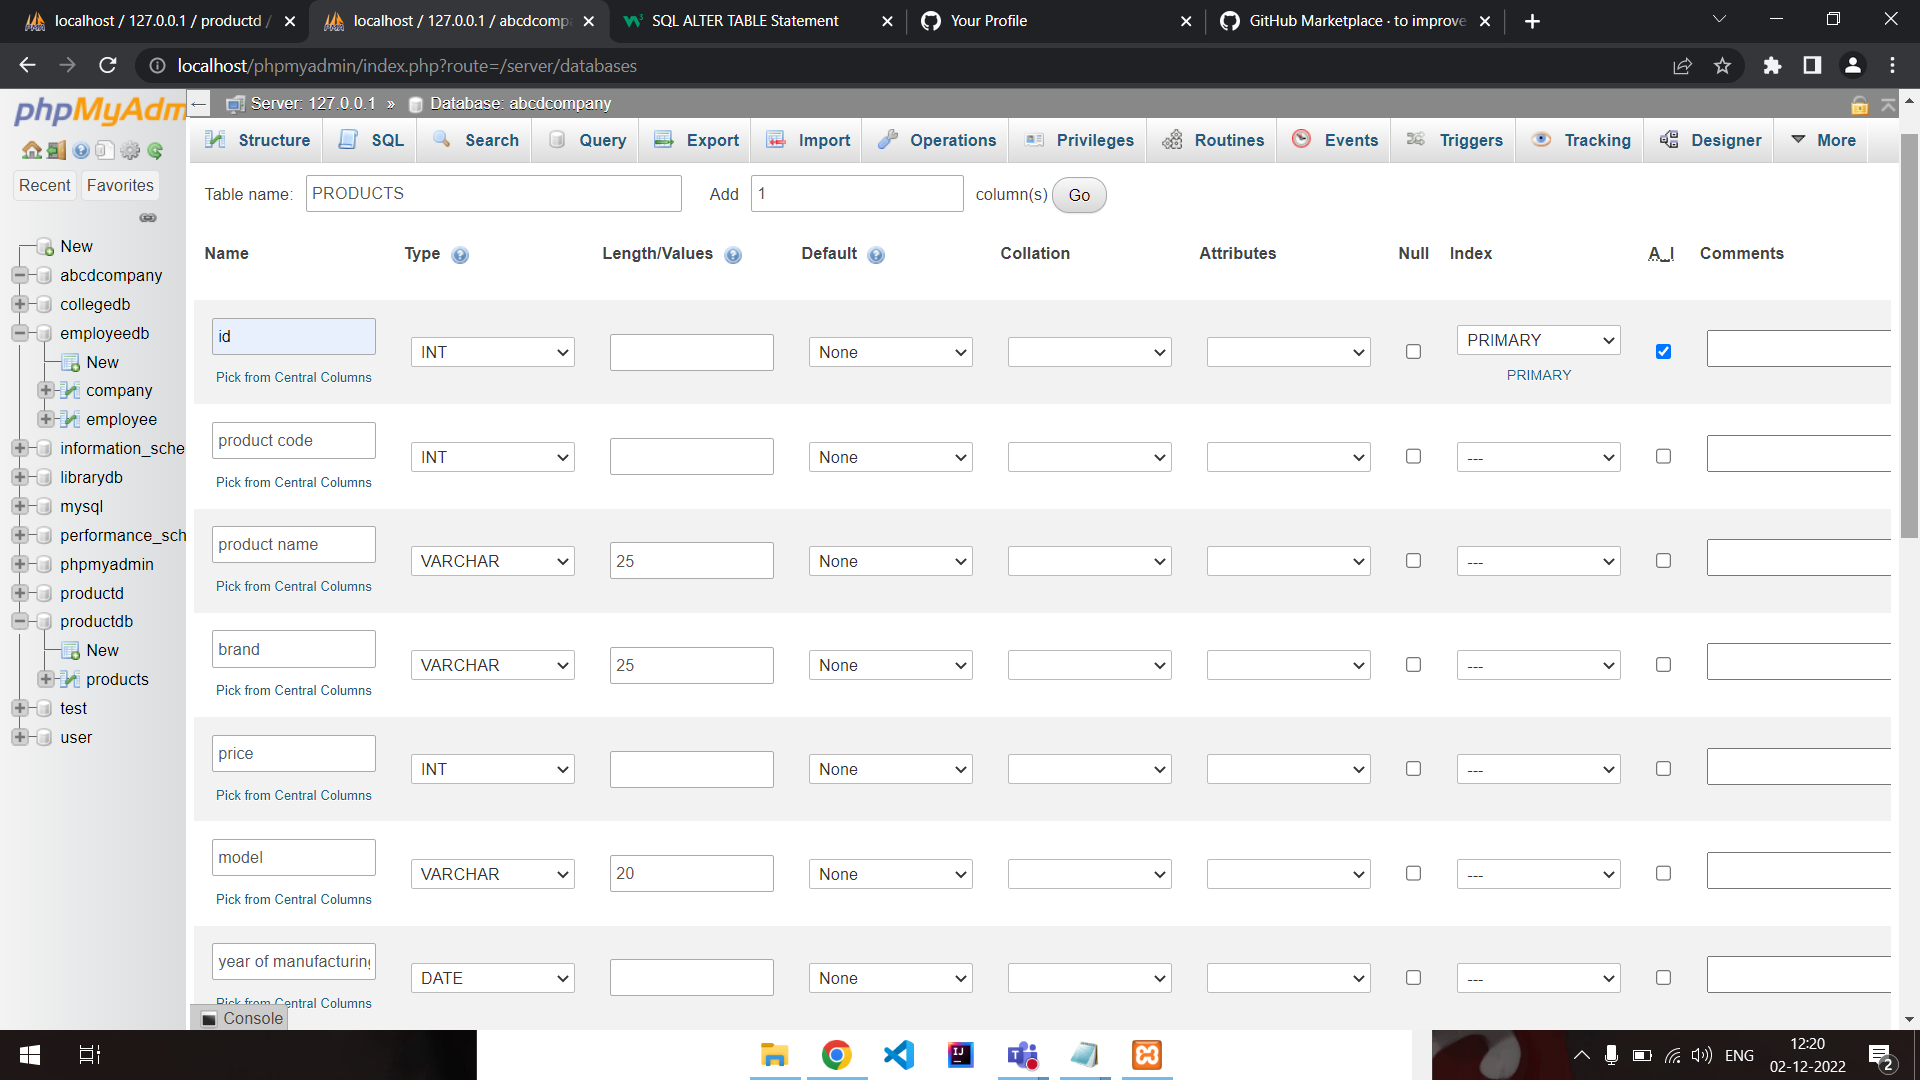 localhost / 127.0.0.1 / productd /
localhost / 127.0.0.1 / abcdcomp
SQL ALTER TABLE Statement
Your Profile
GitHub Marketplace · to improve
localhost/phpmyadmin/index.php?route=/server/databases
phpMyAdm
Server: 127.0.0.1 » Database: abcdcompany
Structure SQL Search Query Export Import Operations Privileges Routines Events Triggers Tracking Designer More
Recent Favorites
New
abcdcompany
collegedb
employeedb
New
company
employee
information_sche
librarydb
mysql
performance_sch
phpmyadmin
productd
productdb
New
products
test
user
Table name: PRODUCTS Add 1 column(s) Go
Name Type Length/Values Default Collation Attributes Null Index A_I Comments
id INT None PRIMARY
Pick from Central Columns PRIMARY
product code INT None ---
Pick from Central Columns
product name VARCHAR 25 None ---
Pick from Central Columns
brand VARCHAR 25 None ---
Pick from Central Columns
price INT None ---
Pick from Central Columns
model VARCHAR 20 None ---
Pick from Central Columns
year of manufacturing DATE None ---
Pick from Central Columns
Console
ENG
12:20
02-12-2022
2